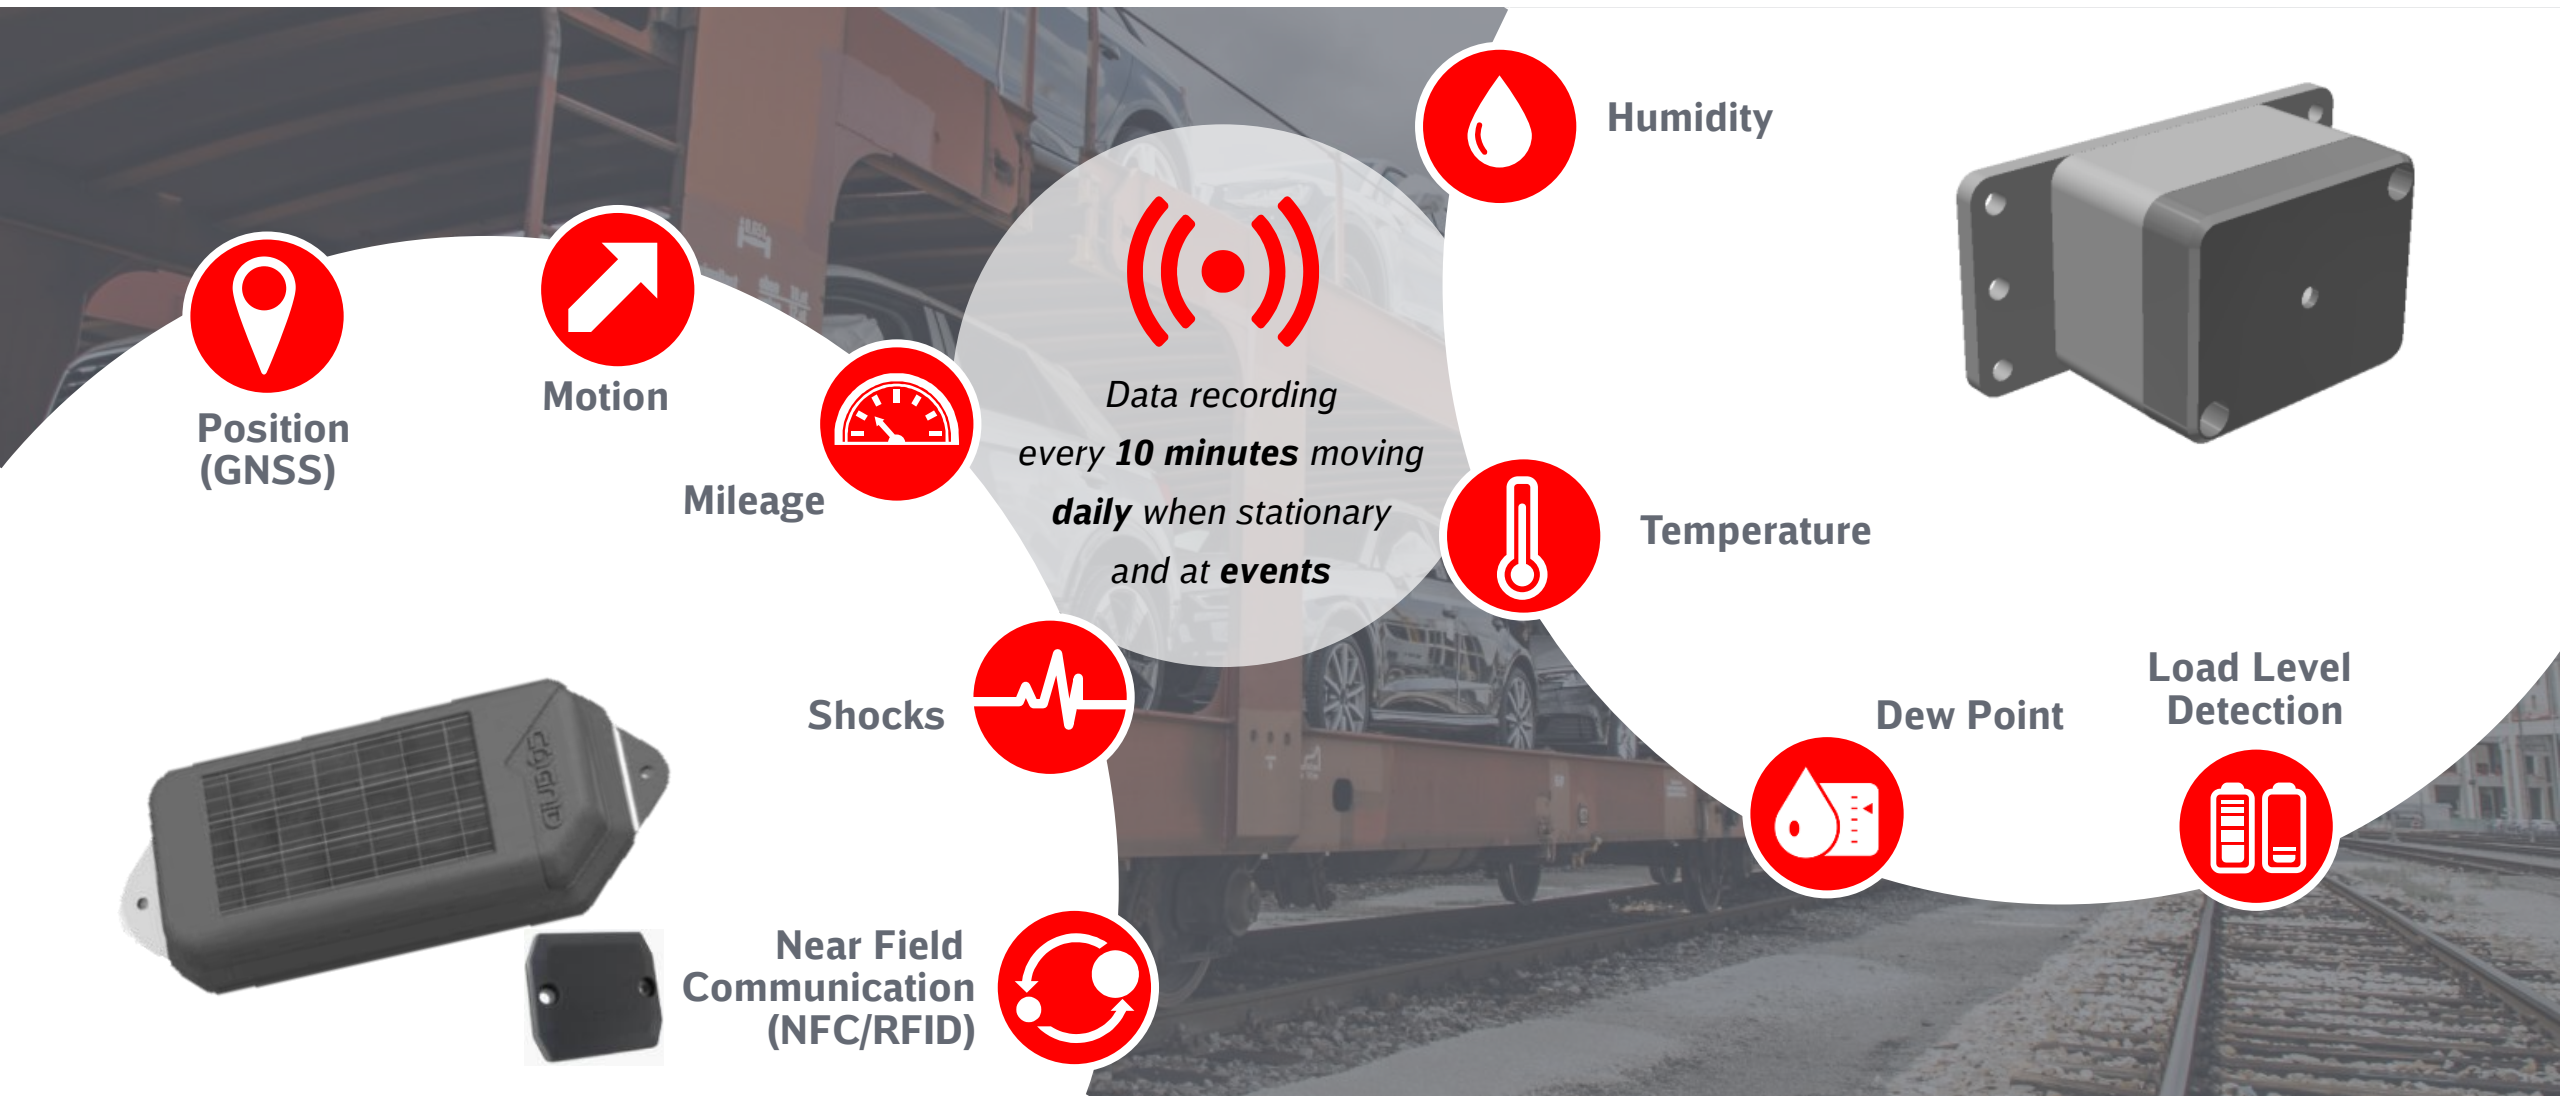 Humidity
Position
(GNSS)
Motion
Mileage
Data recording
every 10 minutes moving
daily when stationary
and at events
Temperature
Shocks
Dew Point
Load Level
Detection
Near Field
Communication
(NFC/RFID)